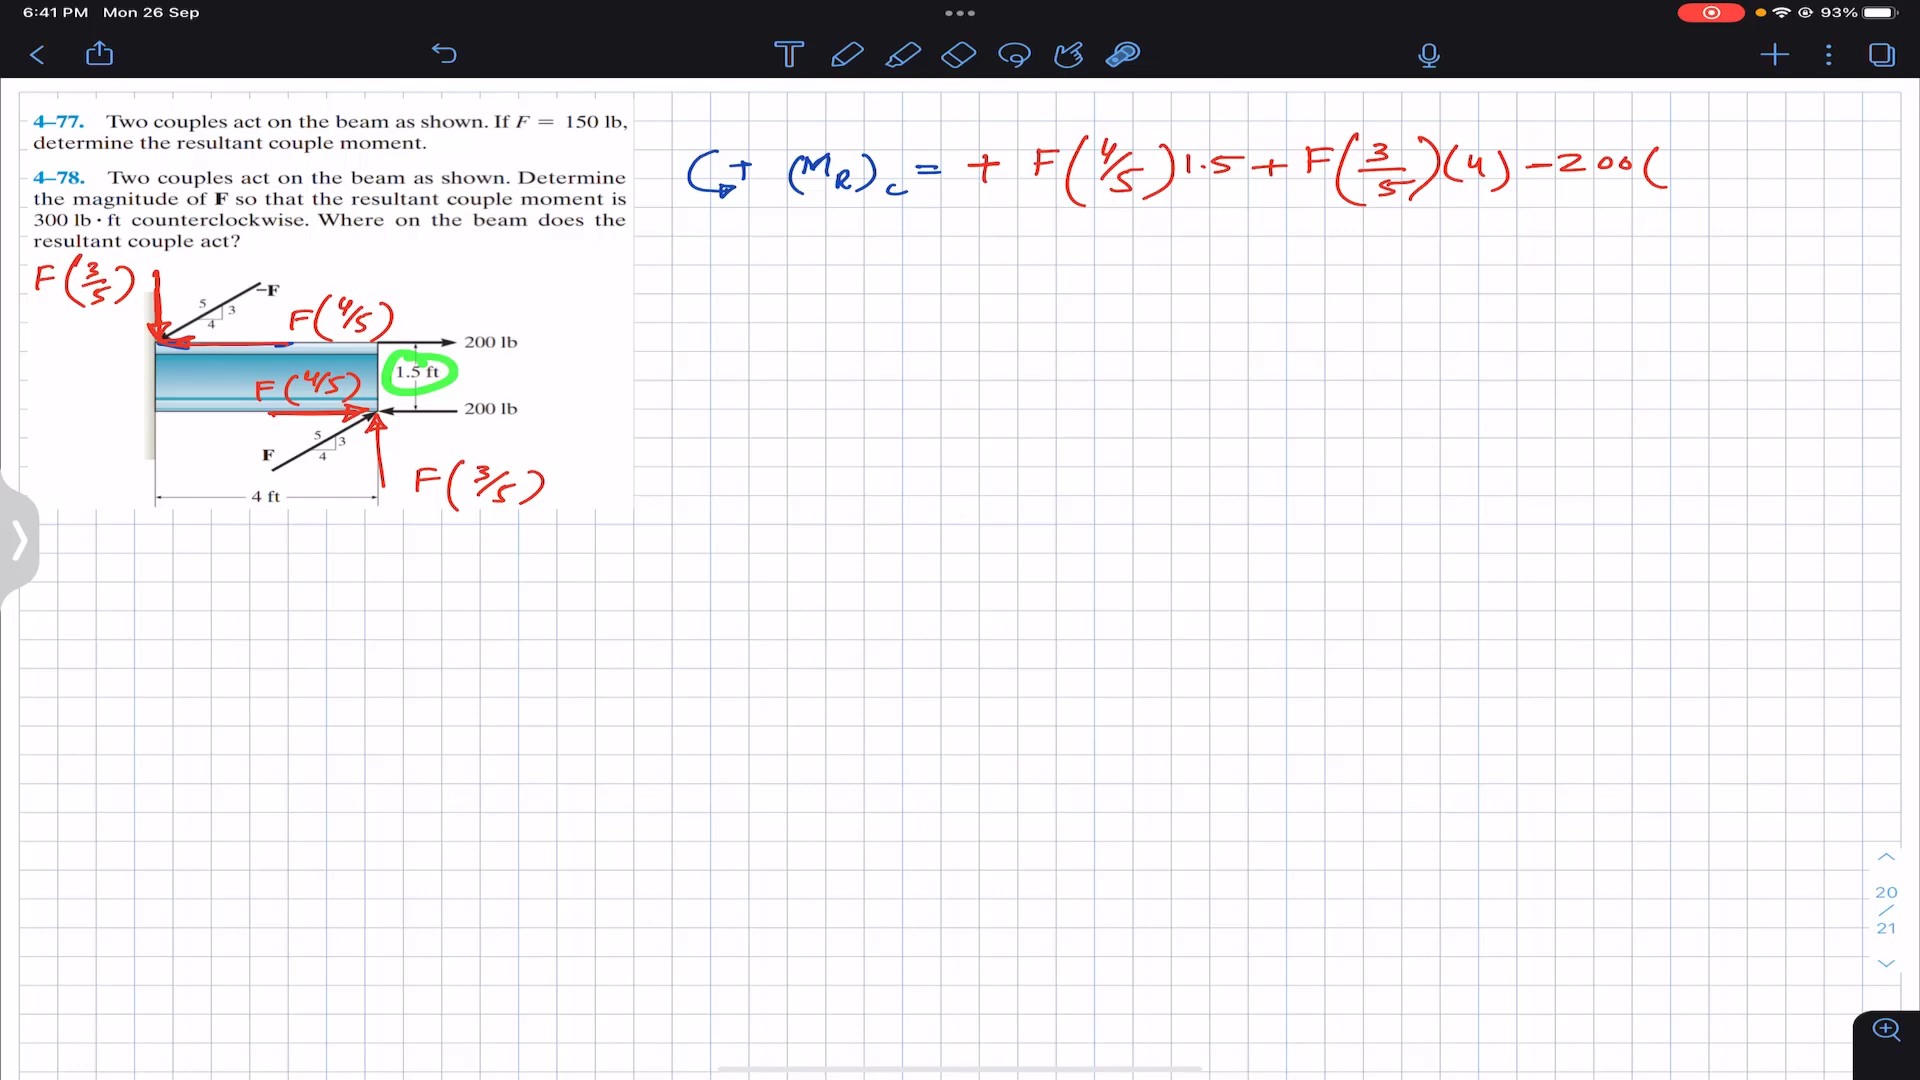 6:41 PM Mon 26 Sep
93%
4–77. Two couples act on the beam as shown. If F = 150 lb,
determine the resultant couple moment.
4–78. Two couples act on the beam as shown. Determine
the magnitude of F so that the resultant couple moment is
300 lb · ft counterclockwise. Where on the beam does the
resultant couple act?
+ (M_R)_C = + F(4/5)1.5 + F(3/5)(4) - 200(
F(3/5)
–F
5
3
4
F(4/5)
200 lb
1.5 ft
F(4/5)
200 lb
5
3
4
F
F(3/5)
4 ft
20
/
21